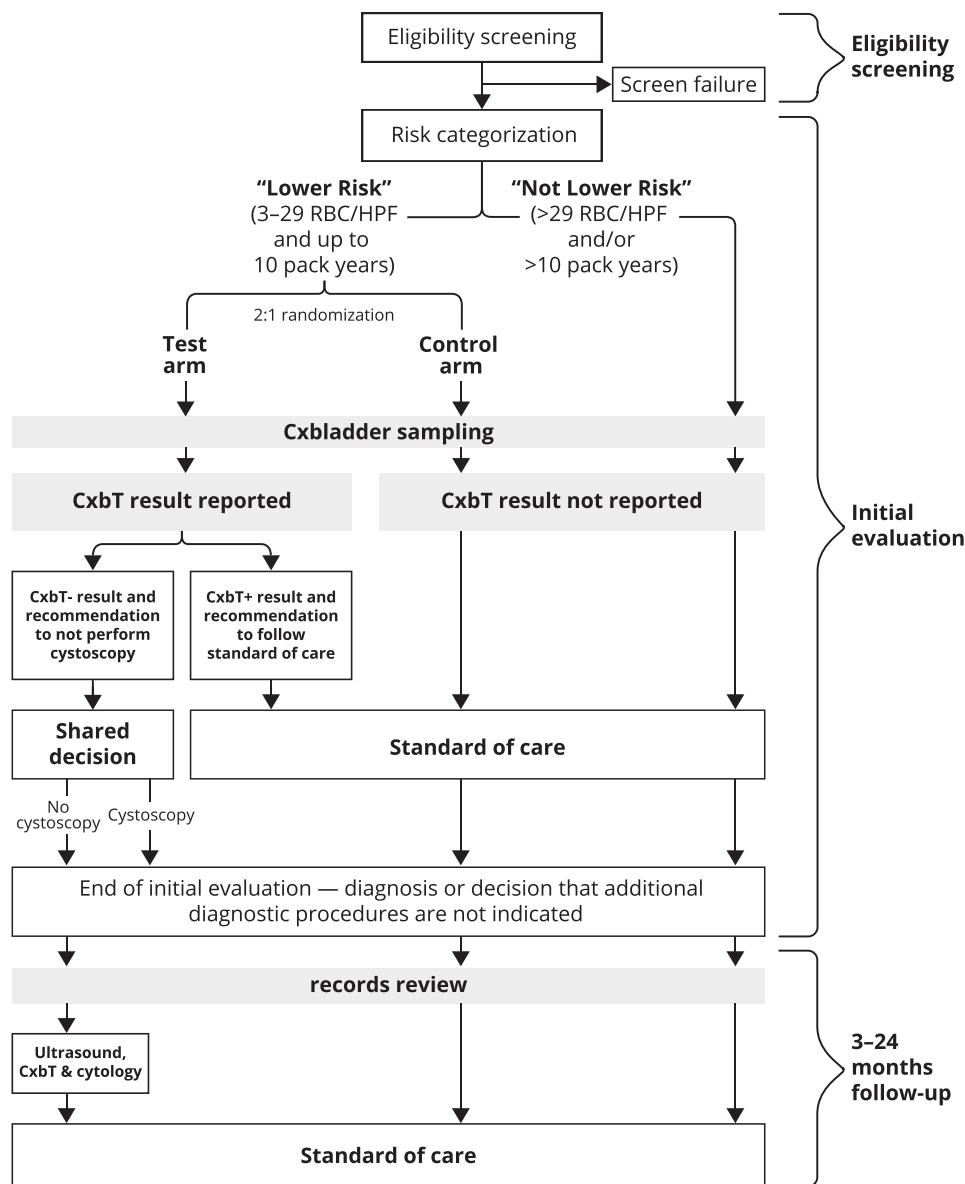 Eligibility screening
Screen failure
Eligibility
screening
Risk categorization
“Lower Risk”
(3–29 RBC/HPF
and up to
10 pack years)
“Not Lower Risk”
(>29 RBC/HPF
and/or
>10 pack years)
2:1 randomization
Test
arm
Control
arm
Cxbladder sampling
CxbT result reported
CxbT result not reported
Initial
evaluation
CxbT- result and
recommendation
to not perform
cystoscopy
CxbT+ result and
recommendation
to follow
standard of care
Shared
decision
Standard of care
No
cystoscopy
Cystoscopy
End of initial evaluation — diagnosis or decision that additional
diagnostic procedures are not indicated
records review
Ultrasound,
CxbT & cytology
3–24
months
follow-up
Standard of care